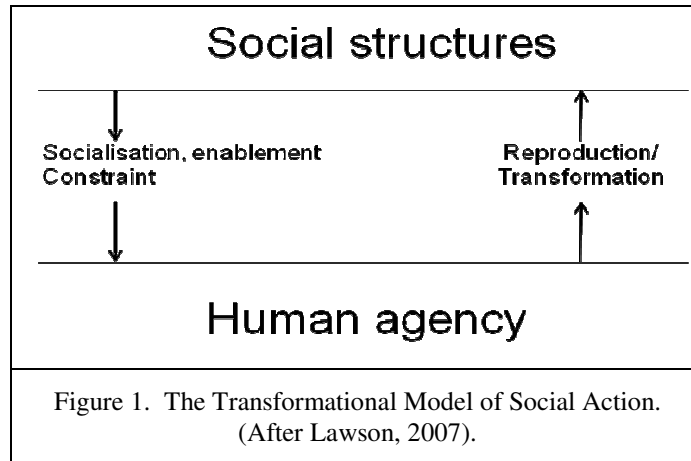 Social structures
Socialisation, enablement
Constraint
Reproduction/
Transformation
Human agency
Figure 1. The Transformational Model of Social Action.
(After Lawson, 2007).